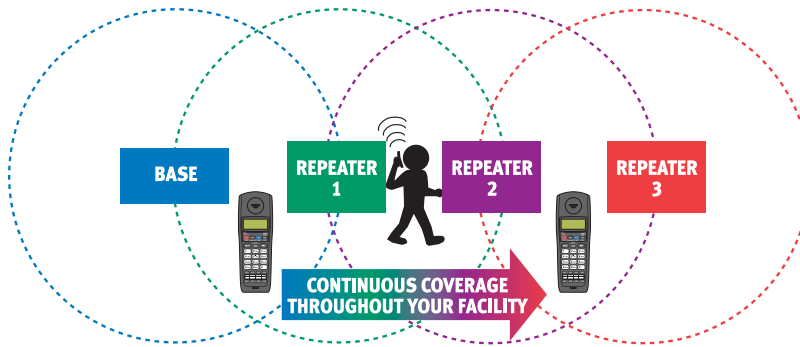 BASE
REPEATER
1
REPEATER
2
REPEATER
3
CONTINUOUS COVERAGE
THROUGHOUT YOUR FACILITY